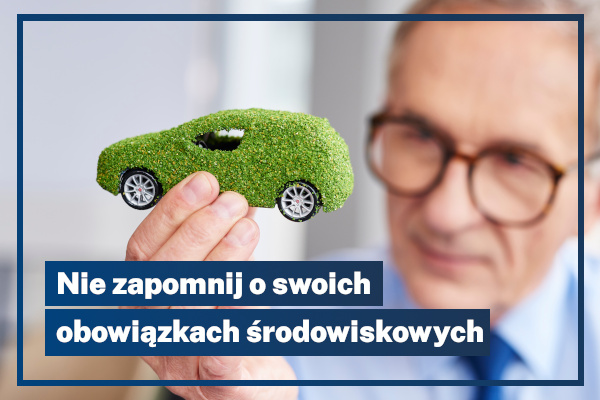 Nie zapomnij o swoich
obowiązkach środowiskowych